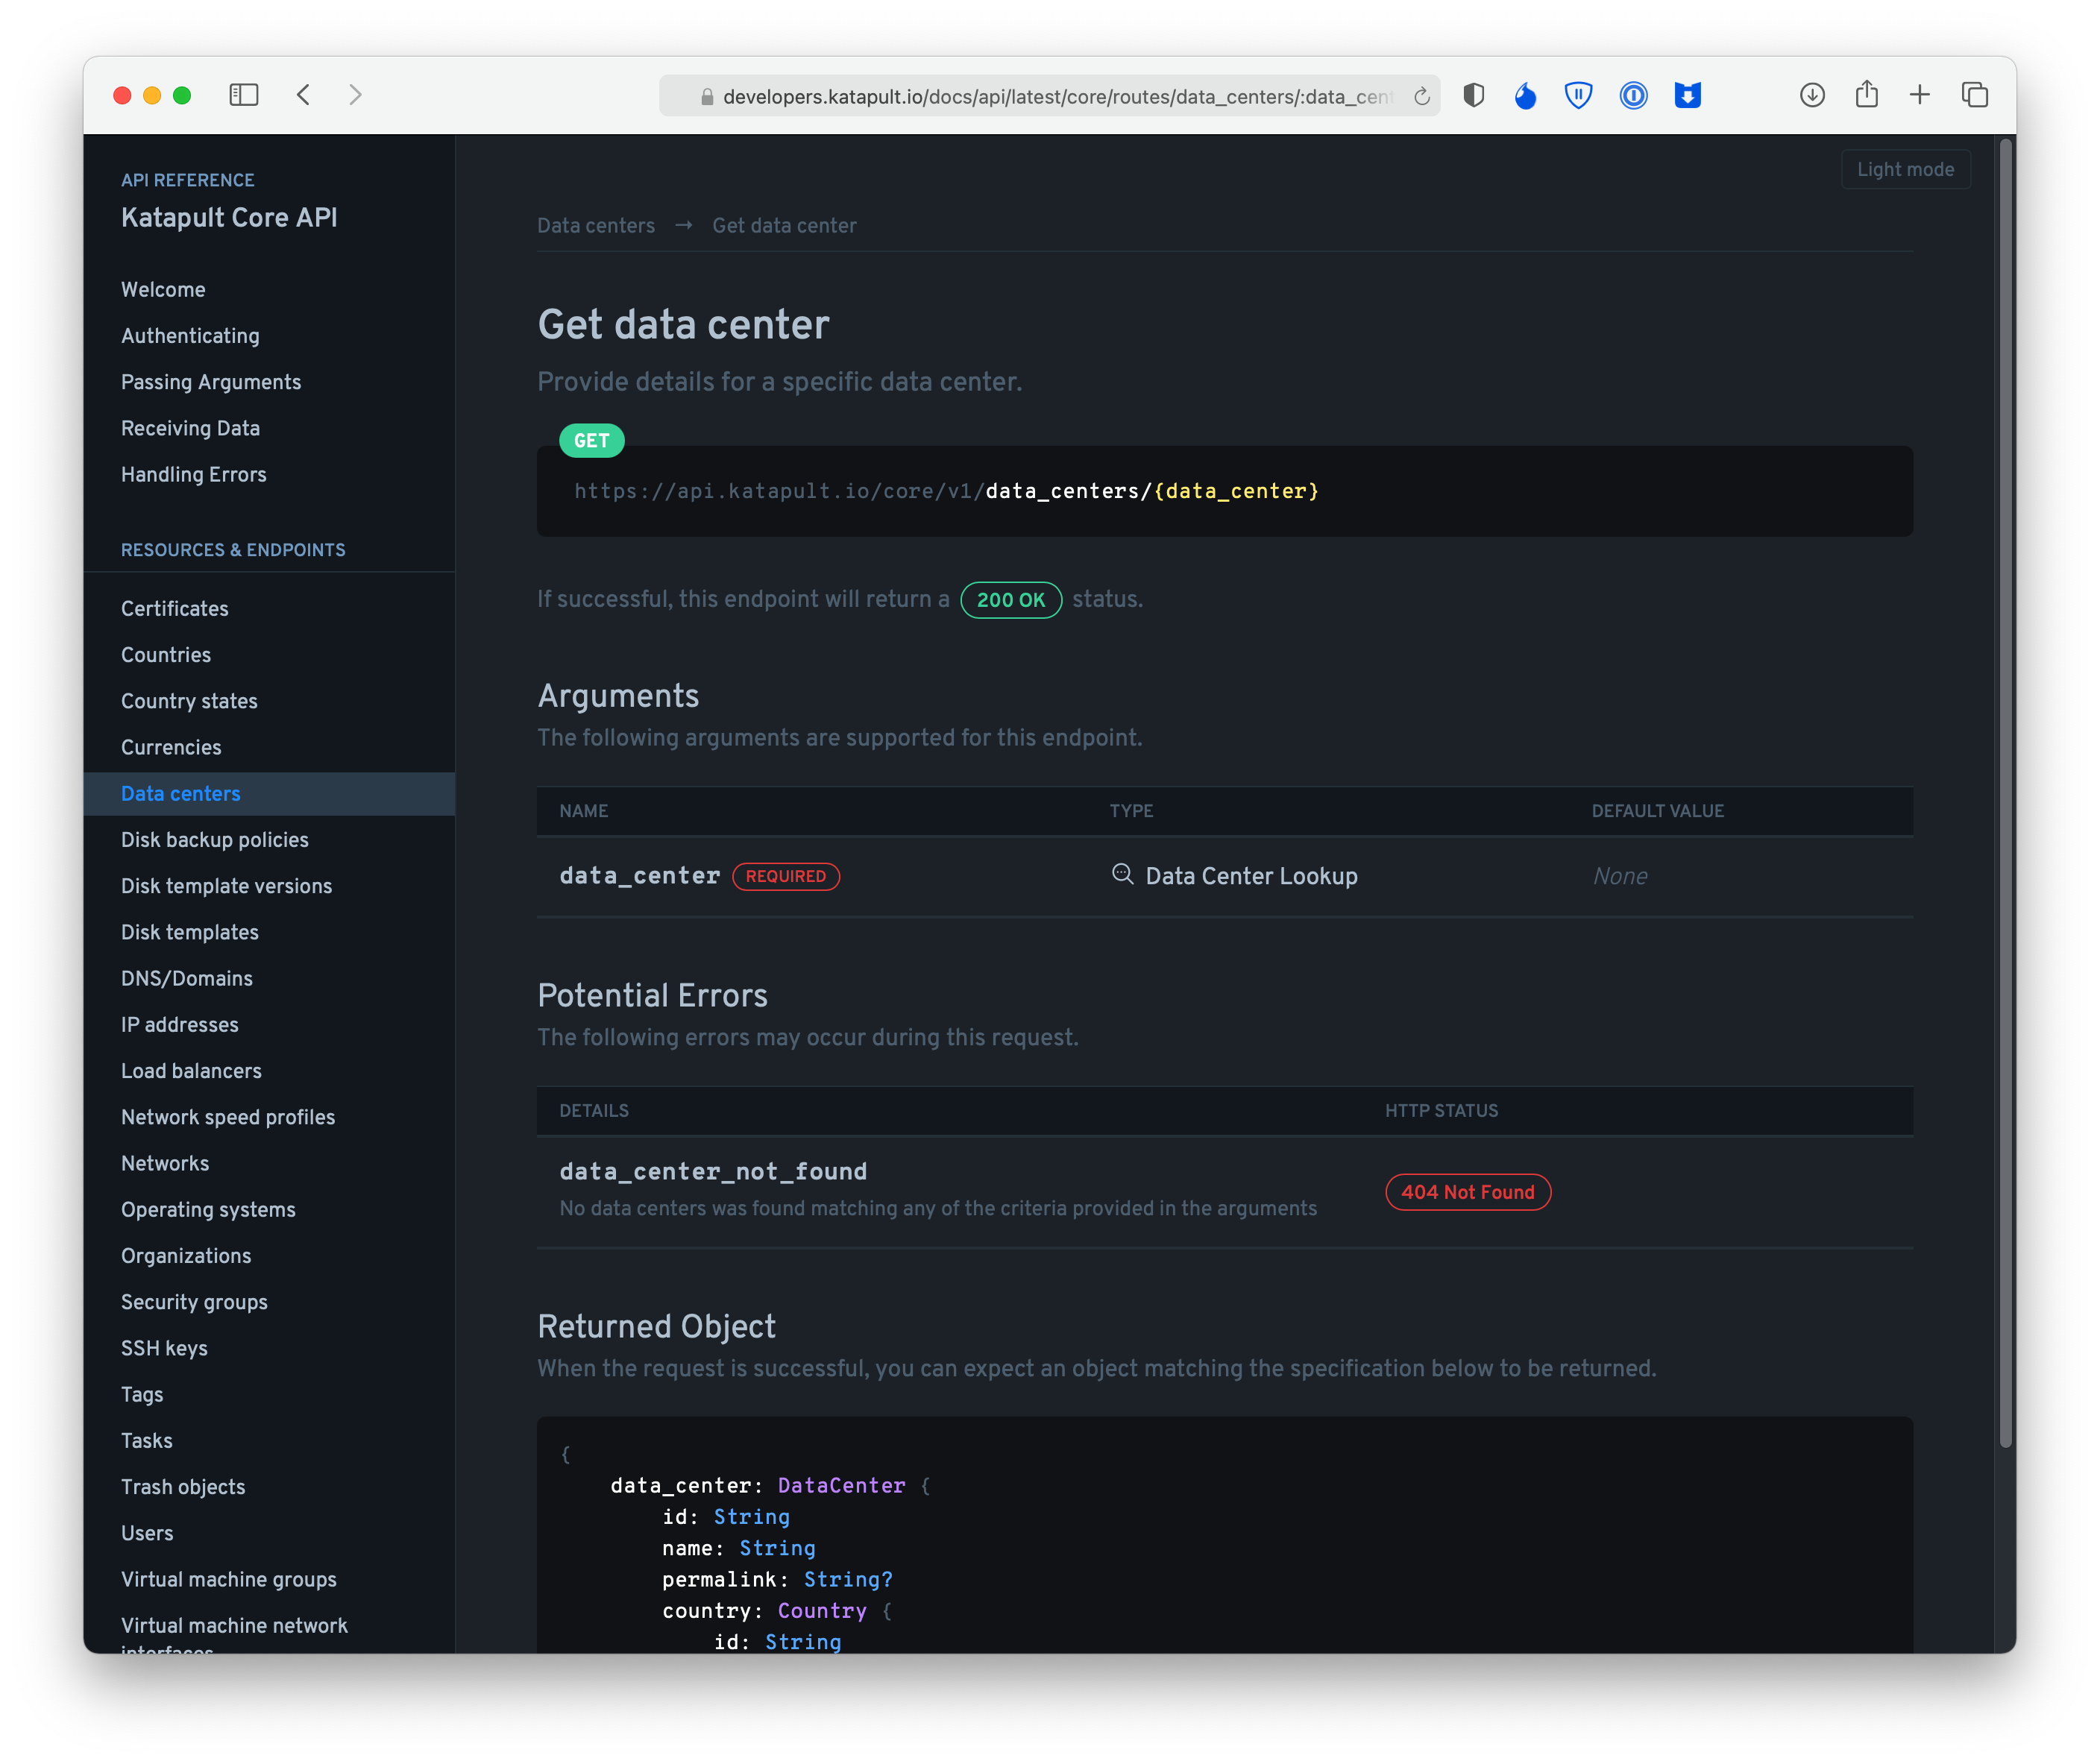 developers.katapult.io/docs/api/latest/core/routes/data_centers/:data_cent
API REFERENCE
Katapult Core API
Welcome
Authenticating
Passing Arguments
Receiving Data
Handling Errors
RESOURCES & ENDPOINTS
Certificates
Countries
Country states
Currencies
Data centers
Disk backup policies
Disk template versions
Disk templates
DNS/Domains
IP addresses
Load balancers
Network speed profiles
Networks
Operating systems
Organizations
Security groups
SSH keys
Tags
Tasks
Trash objects
Users
Virtual machine groups
Virtual machine network
interfaces
Light mode
Data centers → Get data center
Get data center
Provide details for a specific data center.
GET
https://api.katapult.io/core/v1/data_centers/{data_center}
If successful, this endpoint will return a 200 OK status.
Arguments
The following arguments are supported for this endpoint.
NAME TYPE DEFAULT VALUE
data_center REQUIRED Data Center Lookup None
Potential Errors
The following errors may occur during this request.
DETAILS HTTP STATUS
data_center_not_found
No data centers was found matching any of the criteria provided in the arguments
404 Not Found
Returned Object
When the request is successful, you can expect an object matching the specification below to be returned.
{
data_center: DataCenter {
id: String
name: String
permalink: String?
country: Country {
id: String